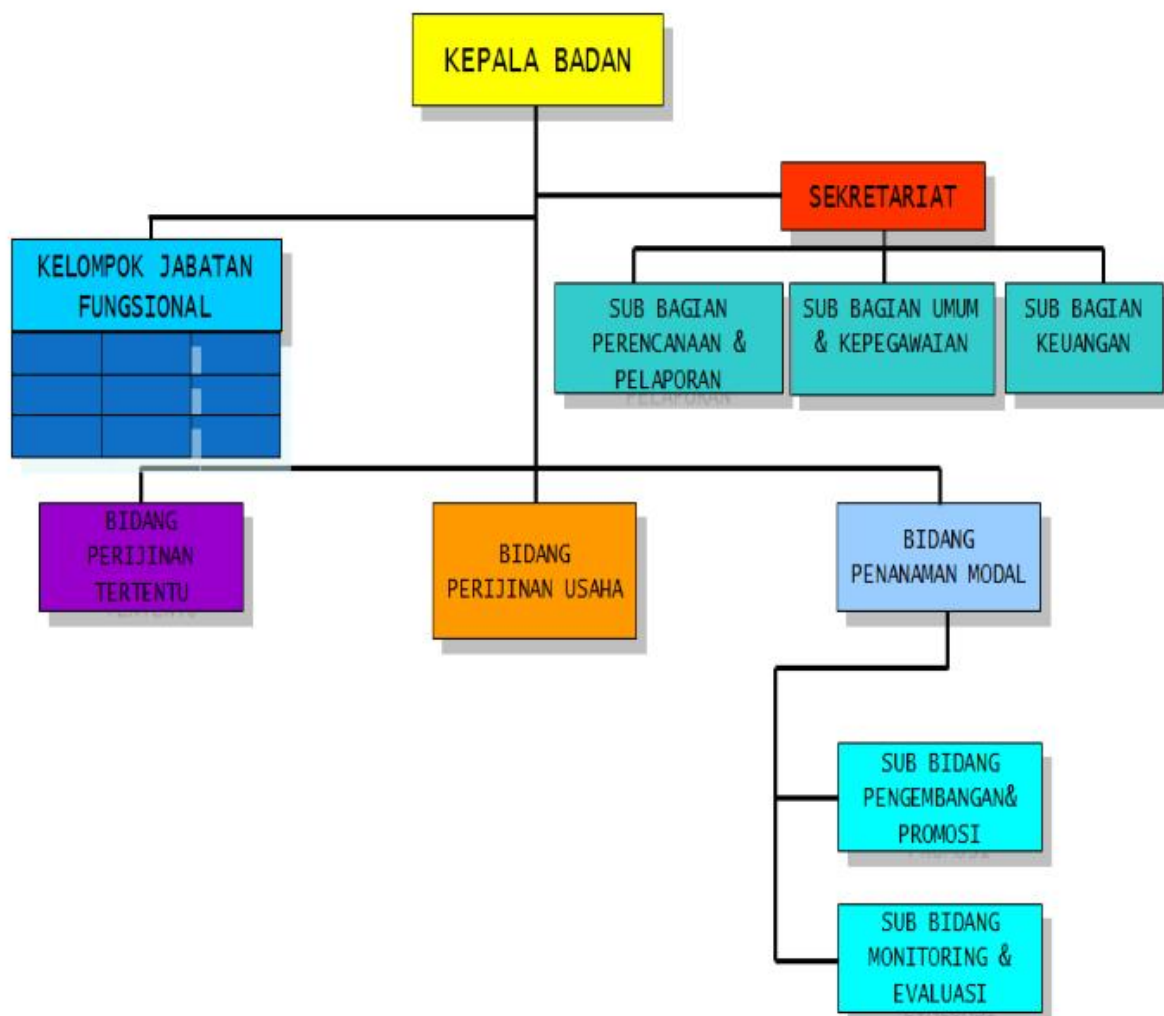 KEPALA BADAN
SEKRETARIAT
KELOMPOK JABATAN
FUNGSIONAL
SUB BAGIAN
PERENCANAAN &
PELAPORAN
SUB BAGIAN UMUM
& KEPEGAWAIAN
SUB BAGIAN
KEUANGAN
BIDANG
PERIJINAN
TERTENTU
BIDANG
PERIJINAN USAHA
BIDANG
PENANAMAN MODAL
SUB BIDANG
PENGEMBANGAN&
PROMOSI
SUB BIDANG
MONITORING &
EVALUASI